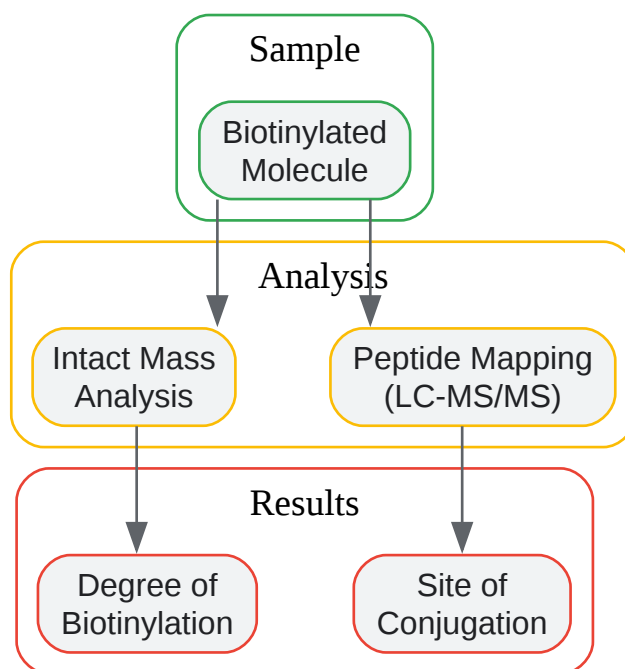 Sample
Biotinylated
Molecule
Analysis
Intact Mass
Analysis
Peptide Mapping
(LC-MS/MS)
Results
Degree of
Biotinylation
Site of
Conjugation